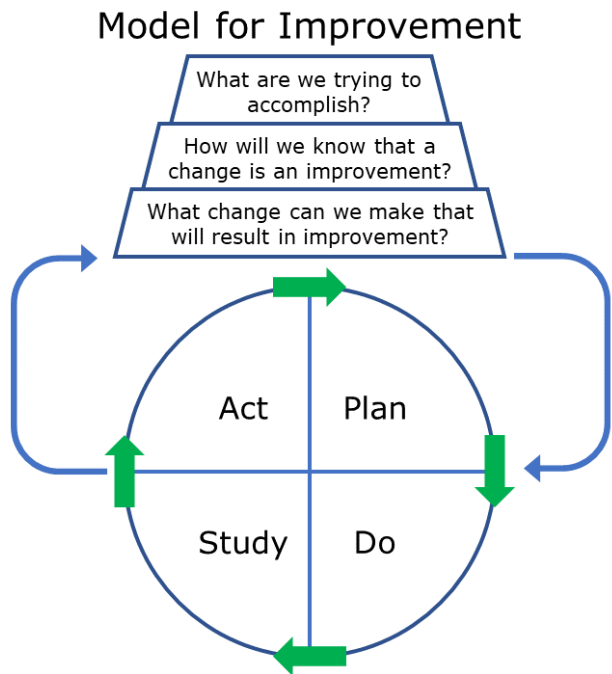 Model for Improvement
What are we trying to
accomplish?
How will we know that a
change is an improvement?
What change can we make that
will result in improvement?
Act
Plan
Study
Do